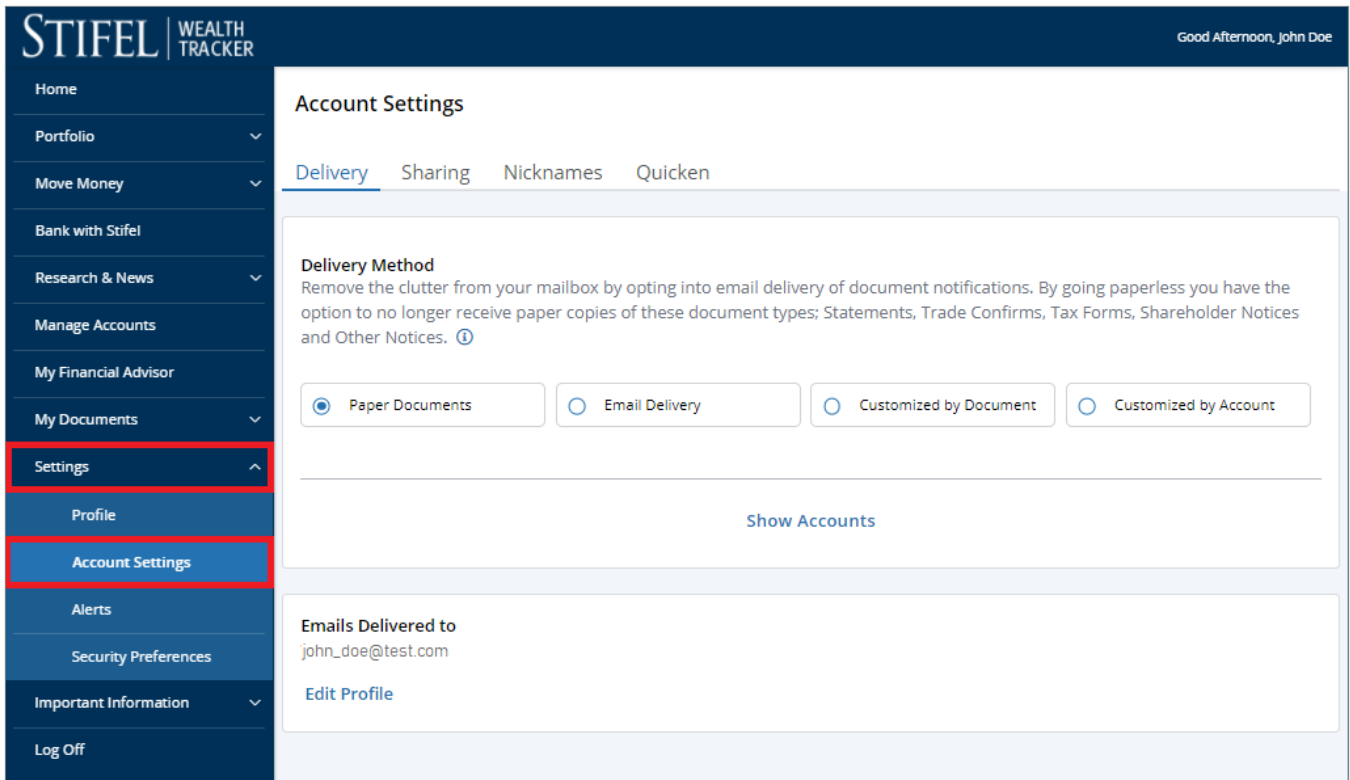 STIFEL | WEALTH TRACKER
Good Afternoon, John Doe
Home
Portfolio
Move Money
Bank with Stifel
Research & News
Manage Accounts
My Financial Advisor
My Documents
Settings
Profile
Account Settings
Alerts
Security Preferences
Important Information
Log Off
Account Settings
Delivery Sharing Nicknames Quicken
Delivery Method
Remove the clutter from your mailbox by opting into email delivery of document notifications. By going paperless you have the
option to no longer receive paper copies of these document types; Statements, Trade Confirms, Tax Forms, Shareholder Notices
and Other Notices.
Paper Documents Email Delivery Customized by Document Customized by Account
Show Accounts
Emails Delivered to
john_doe@test.com
Edit Profile